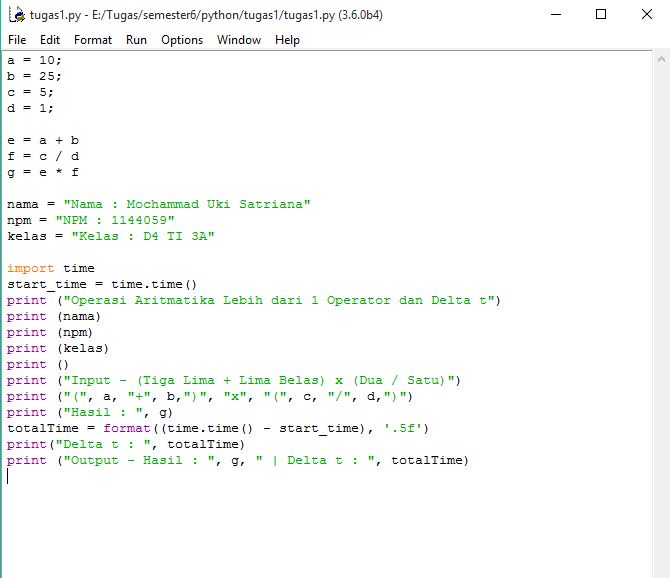 tugas1.py - E:/Tugas/semester6/python/tugas1/tugas1.py (3.6.0b4)
File Edit Format Run Options Window Help
a = 10;
b = 25;
c = 5;
d = 1;
e = a + b
f = c / d
g = e * f
nama = "Nama : Mochammad Uki Satriana"
npm = "NPM : 1144059"
kelas = "Kelas : D4 TI 3A"
import time
start_time = time.time()
print ("Operasi Aritmatika Lebih dari 1 Operator dan Delta t")
print (nama)
print (npm)
print (kelas)
print ()
print ("Input - (Tiga Lima + Lima Belas) x (Dua / Satu)")
print ("(", a, "+", b,")", "x", "(", c, "/", d,")")
print ("Hasil : ", g)
totalTime = format((time.time() - start_time), '.5f')
print("Delta t : ", totalTime)
print ("Output - Hasil : ", g, " | Delta t : ", totalTime)